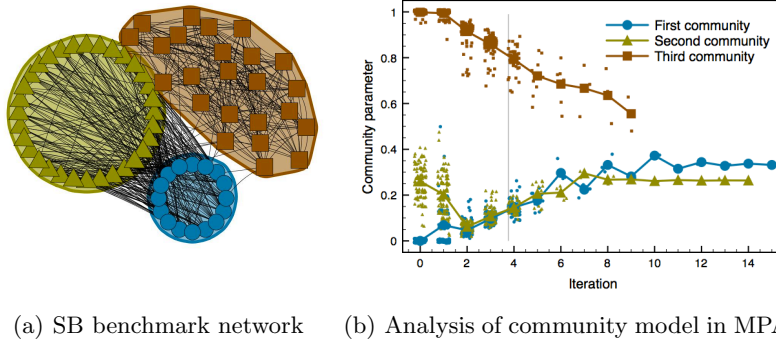 1
0.8
0.6
0.4
0.2
0
Community parameter
First community
Second community
Third community
0 2 4 6 8 10 12 14
Iteration
(a) SB benchmark network (b) Analysis of community model in MPA